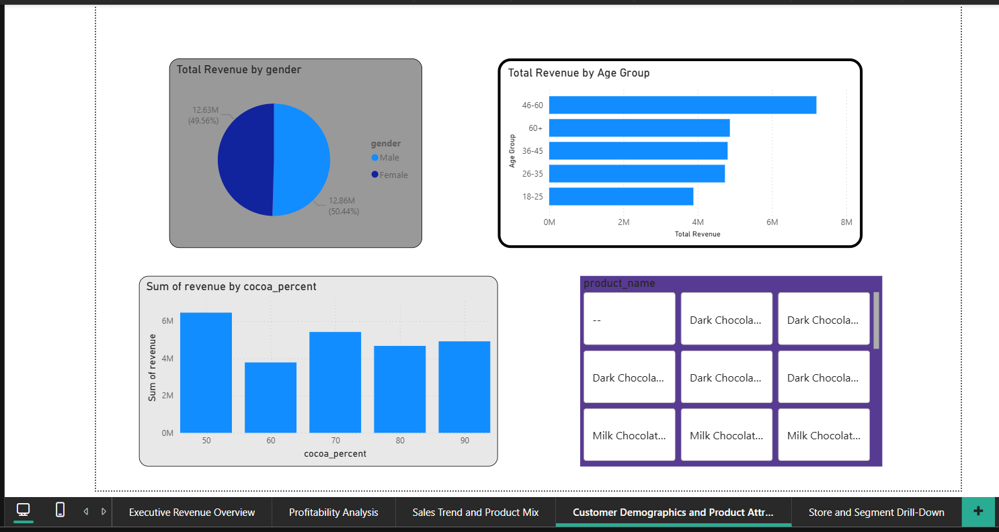 Total Revenue by gender
12.63M
(49.56%)
gender
Male
Female
12.86M
(50.44%)
Total Revenue by Age Group
Age Group
46-60
60+
36-45
26-35
18-25
0M 2M 4M 6M 8M
Total Revenue
Sum of revenue by cocoa_percent
Sum of revenue
6M
4M
2M
0M
50 60 70 80 90
cocoa_percent
product_name
-- Dark Chocola... Dark Chocola...
Dark Chocola... Dark Chocola... Dark Chocola...
Milk Chocolat... Milk Chocolat... Milk Chocolat...
Executive Revenue Overview Profitability Analysis Sales Trend and Product Mix Customer Demographics and Product Attr... Store and Segment Drill-Down